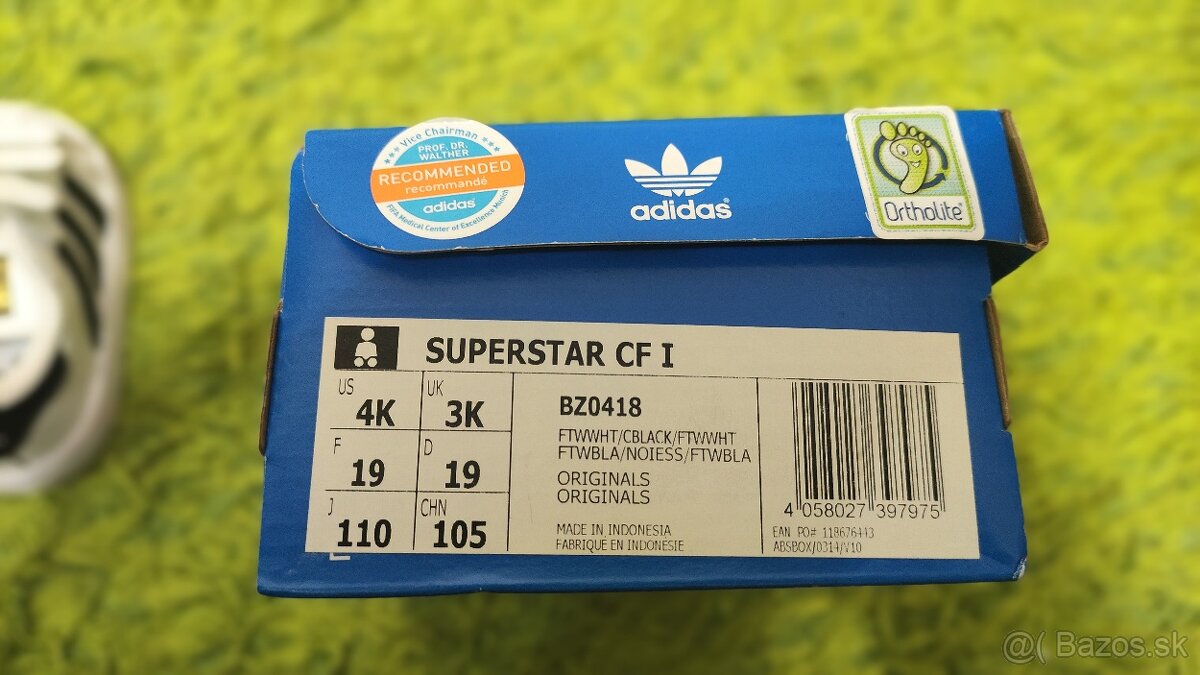 ★★★ Vice Chairman ★★★
PROF. DR.
WALTHER
RECOMMENDED
recommandé
adidas
FIFA Medical Center of Excellence Munich
adidas
Ortholite®
SUPERSTAR CF I
US
4K
UK
3K
F
19
D
19
J
110
CHN
105
BZ0418
FTWWHT/CBLACK/FTWWHT
FTWBLA/NOIESS/FTWBLA
ORIGINALS
ORIGINALS
MADE IN INDONESIA
FABRIQUE EN INDONESIE
4 058027 397975
EAN PO# 118676443
ABSBOX/0314/V10
@( Bazos.sk